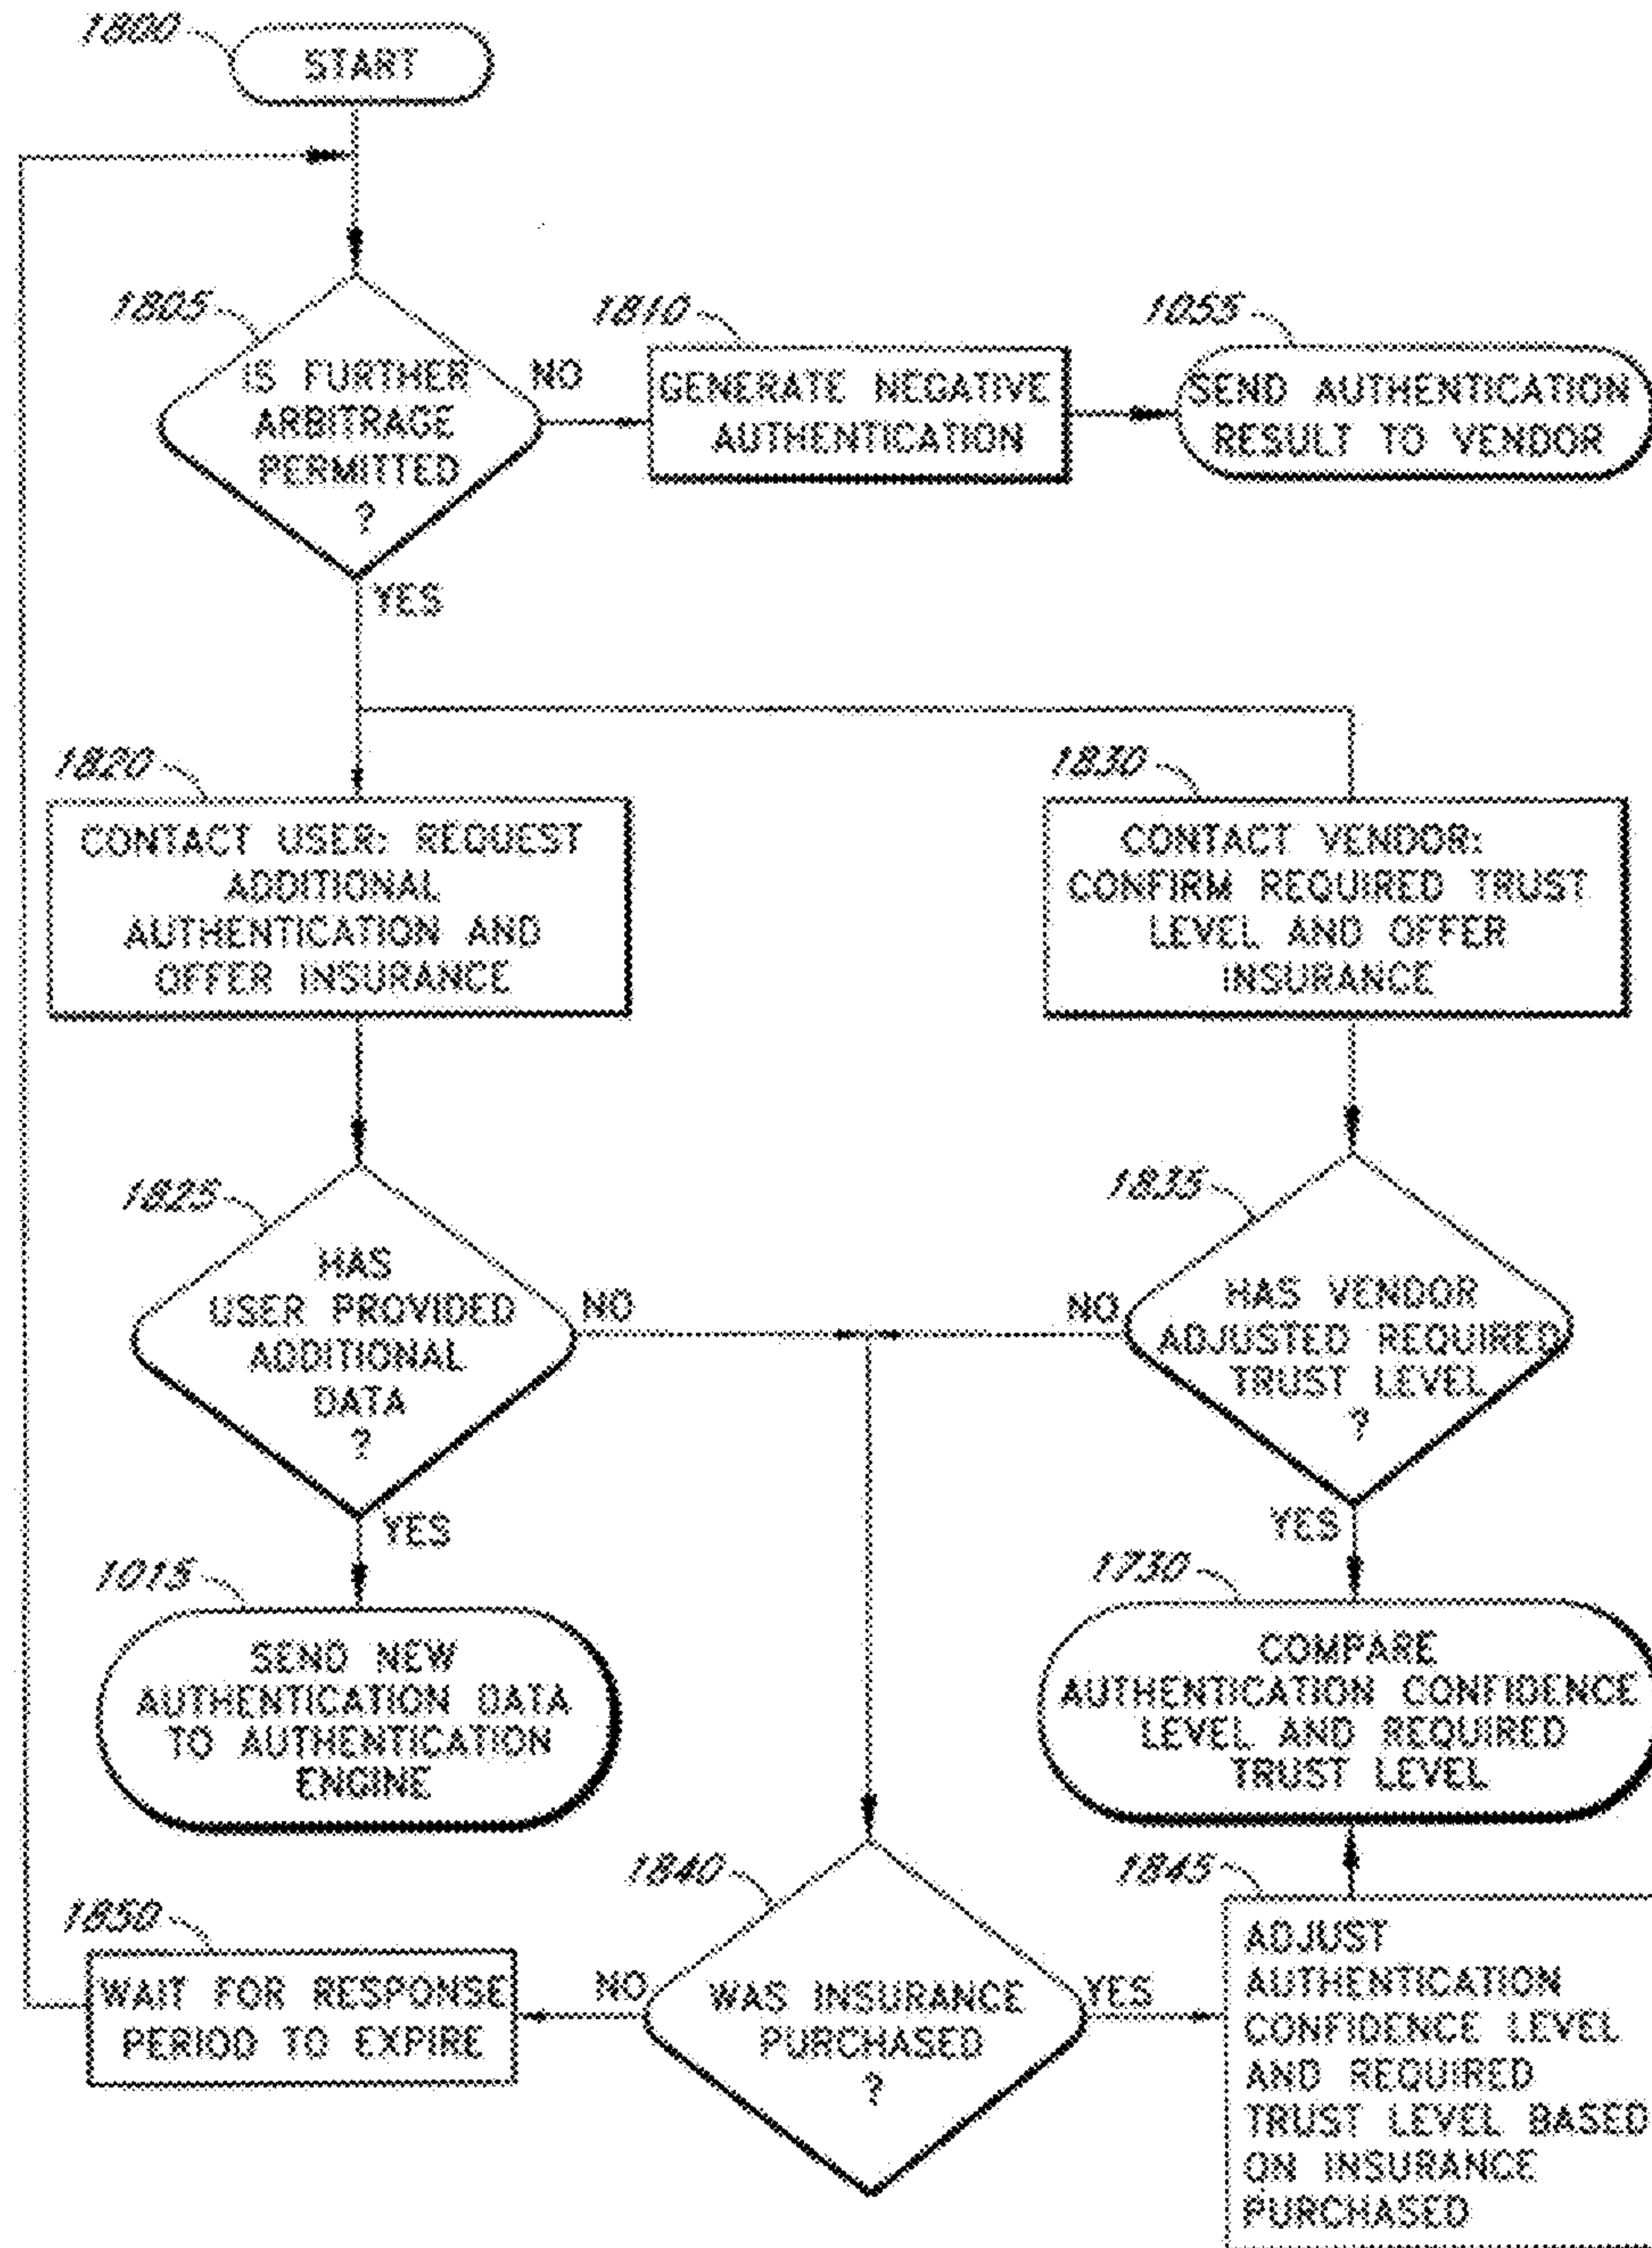 1800
START
1805
IS FURTHER
ARBITRAGE
PERMITTED
?
NO
YES
1810
GENERATE NEGATIVE
AUTHENTICATION
1055
SEND AUTHENTICATION
RESULT TO VENDOR
1820
CONTACT USER: REQUEST
ADDITIONAL
AUTHENTICATION AND
OFFER INSURANCE
1830
CONTACT VENDOR:
CONFIRM REQUIRED TRUST
LEVEL AND OFFER
INSURANCE
1825
HAS
USER PROVIDED
ADDITIONAL
DATA
?
NO
YES
1835
HAS VENDOR
ADJUSTED REQUIRED
TRUST LEVEL
?
NO
YES
1015
SEND NEW
AUTHENTICATION DATA
TO AUTHENTICATION
ENGINE
1730
COMPARE
AUTHENTICATION CONFIDENCE
LEVEL AND REQUIRED
TRUST LEVEL
1850
WAIT FOR RESPONSE
PERIOD TO EXPIRE
1840
NO
WAS INSURANCE
PURCHASED
?
YES
1845
ADJUST
AUTHENTICATION
CONFIDENCE LEVEL
AND REQUIRED
TRUST LEVEL BASED
ON INSURANCE
PURCHASED